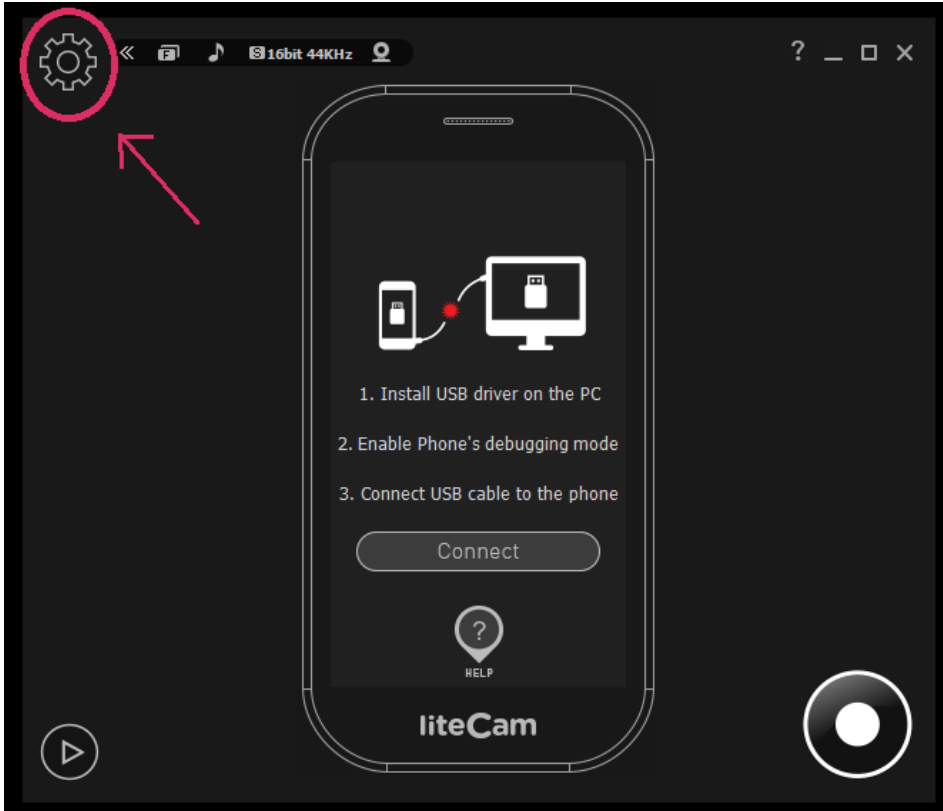 S 16bit 44KHz
?
1. Install USB driver on the PC
2. Enable Phone's debugging mode
3. Connect USB cable to the phone
Connect
?
HELP
liteCam